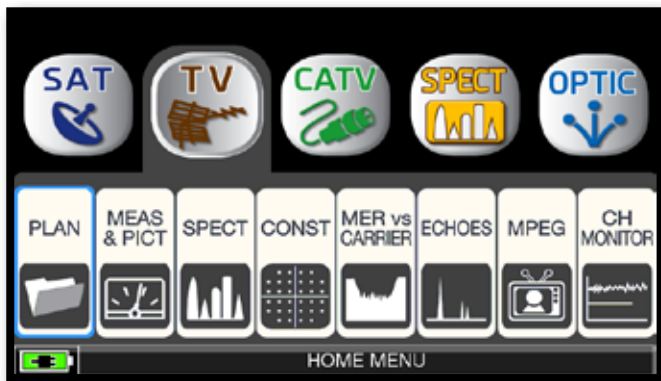 SAT TV CATV SPECT OPTIC
PLAN
MEAS
& PICT
SPECT
CONST
MER vs
CARRIER
ECHOES
MPEG
CH
MONITOR
HOME MENU